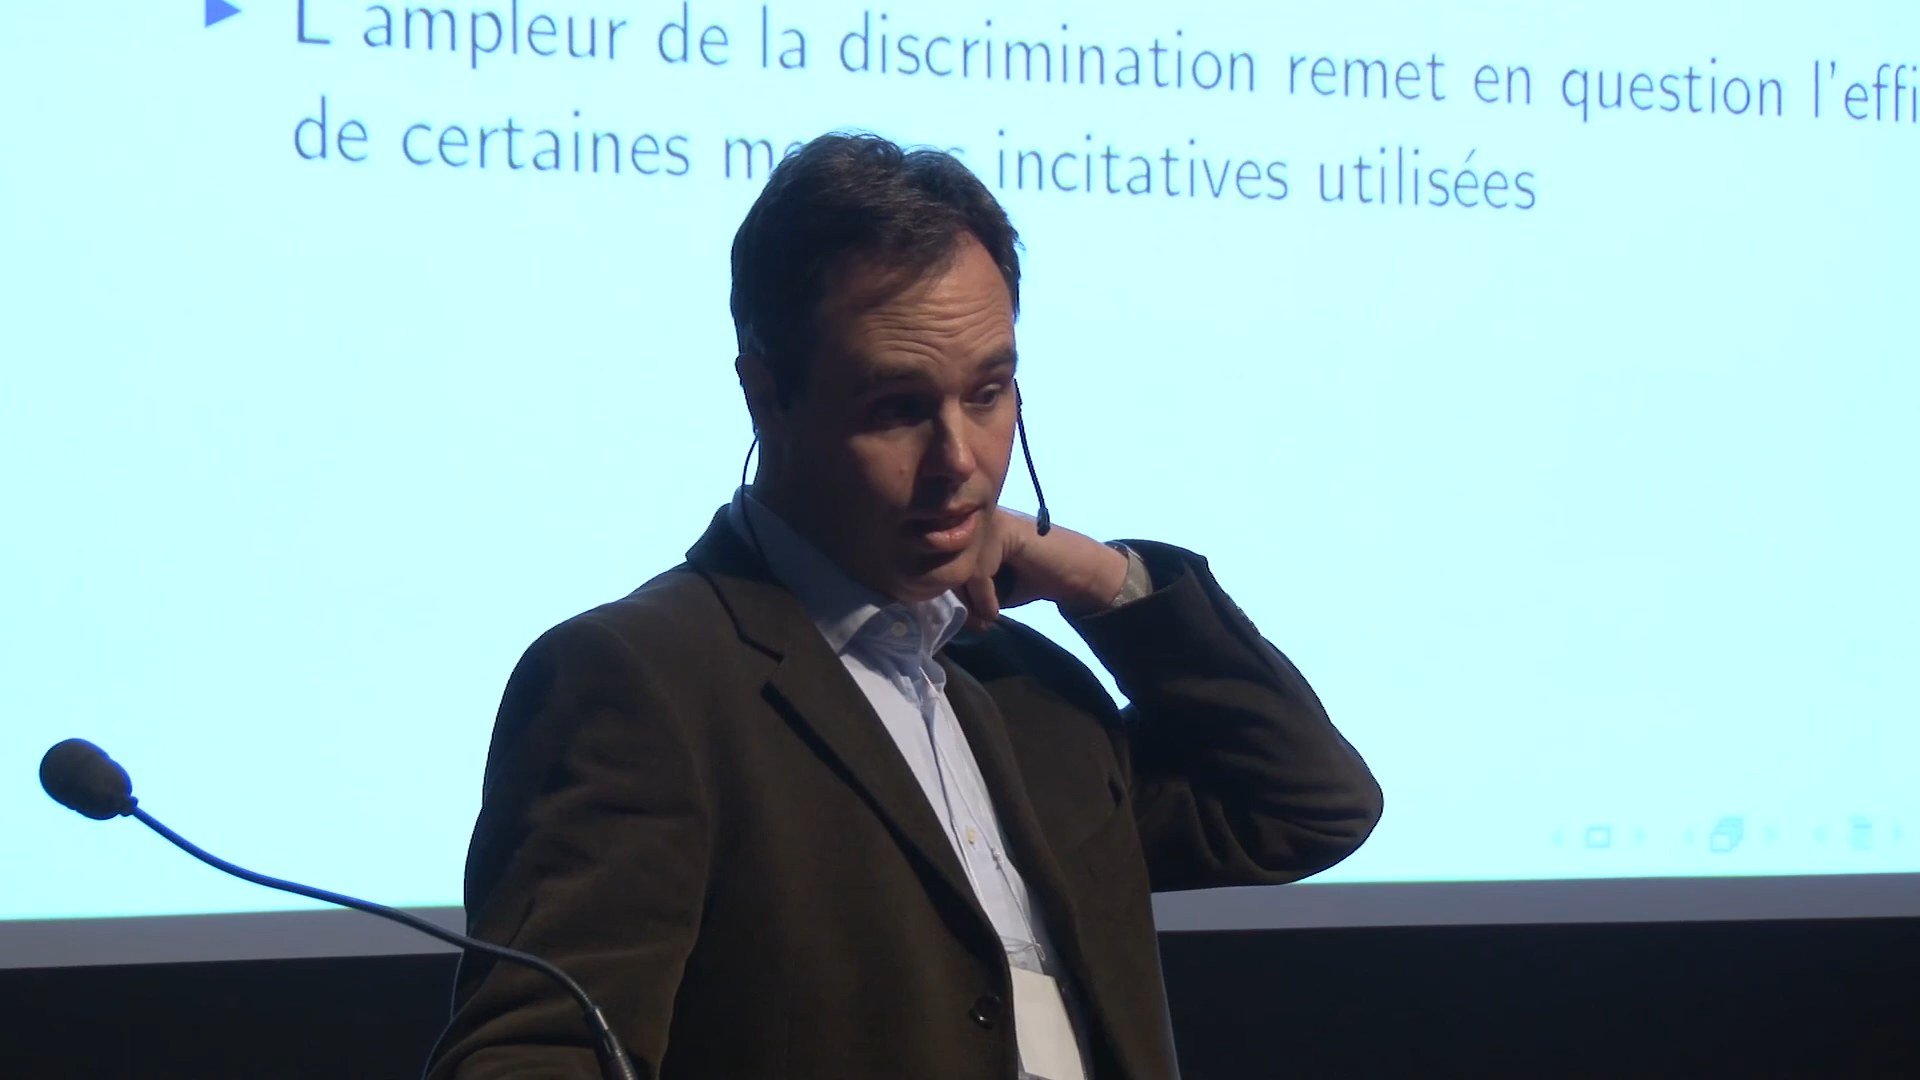 L'ampleur de la discrimination remet en question l'effi
de certaines incitatives utilisées